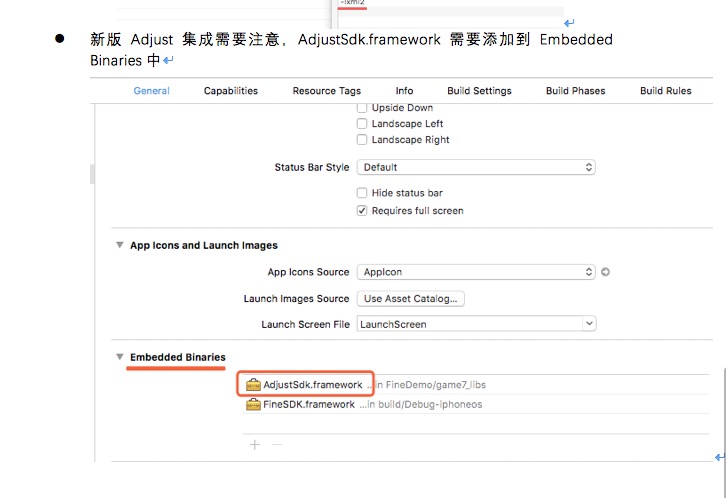 -lxml2
新版 Adjust 集成需要注意，AdjustSdk.framework 需要添加到 Embedded
Binaries 中
General Capabilities Resource Tags Info Build Settings Build Phases Build Rules
Upside Down
Landscape Left
Landscape Right
Status Bar Style Default
Hide status bar
Requires full screen
App Icons and Launch Images
App Icons Source AppIcon
Launch Images Source Use Asset Catalog...
Launch Screen File LaunchScreen
Embedded Binaries
AdjustSdk.framework ...in FineDemo/game7_libs
FineSDK.framework ...in build/Debug-iphoneos